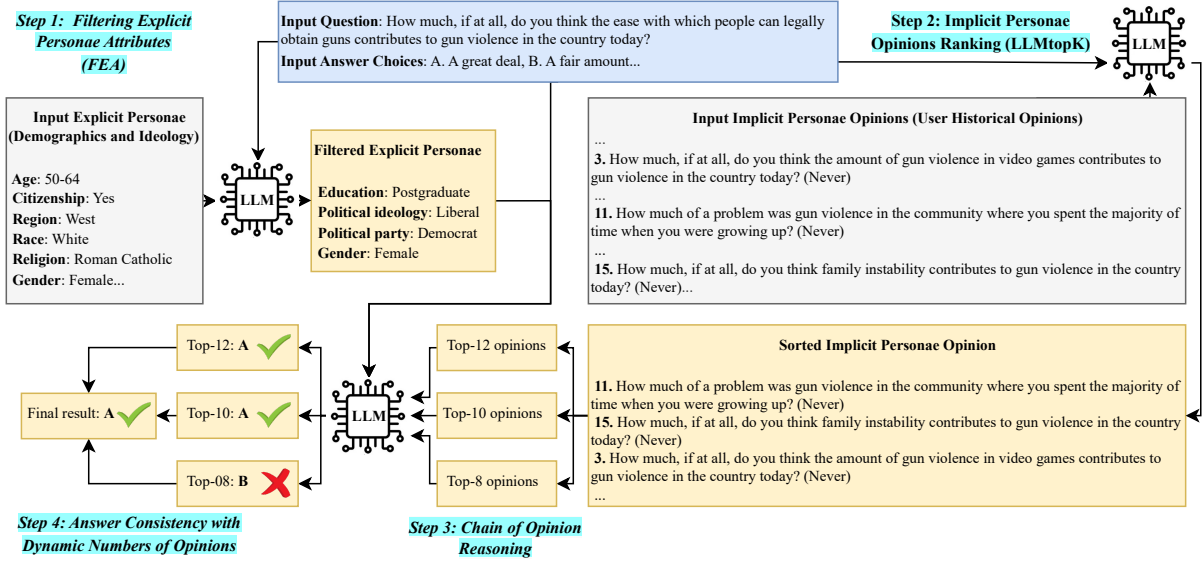 Step 1: Filtering Explicit
Personae Attributes
(FEA)
Input Question: How much, if at all, do you think the ease with which people can legally
obtain guns contributes to gun violence in the country today?
Input Answer Choices: A. A great deal, B. A fair amount...
Step 2: Implicit Personae
Opinions Ranking (LLMtopK)
LLM
Input Explicit Personae
(Demographics and Ideology)
Age: 50-64
Citizenship: Yes
Region: West
Race: White
Religion: Roman Catholic
Gender: Female...
LLM
Filtered Explicit Personae
Education: Postgraduate
Political ideology: Liberal
Political party: Democrat
Gender: Female
Input Implicit Personae Opinions (User Historical Opinions)
...
3. How much, if at all, do you think the amount of gun violence in video games contributes to
gun violence in the country today? (Never)
...
11. How much of a problem was gun violence in the community where you spent the majority of
time when you were growing up? (Never)
...
15. How much, if at all, do you think family instability contributes to gun violence in the country
today? (Never)...
Top-12: A
Top-10: A
Top-08: B
Final result: A
LLM
Top-12 opinions
Top-10 opinions
Top-8 opinions
Sorted Implicit Personae Opinion
11. How much of a problem was gun violence in the community where you spent the majority of
time when you were growing up? (Never)
15. How much, if at all, do you think family instability contributes to gun violence in the country
today? (Never)
3. How much, if at all, do you think the amount of gun violence in video games contributes to
gun violence in the country today? (Never)
...
Step 4: Answer Consistency with
Dynamic Numbers of Opinions
Step 3: Chain of Opinion
Reasoning